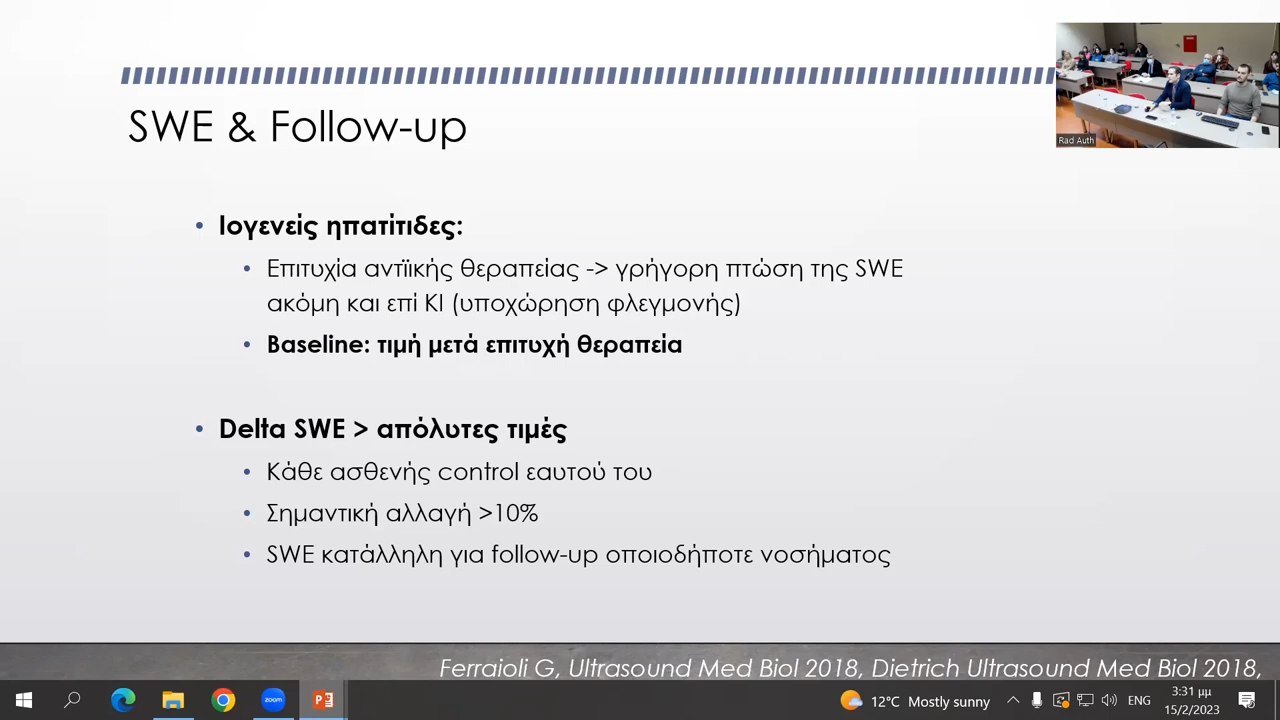 Rad Auth
SWE & Follow-up
• Ιογενείς ηπατίτιδες:
• Επιτυχία αντϊικής θεραπείας -> γρήγορη πτώση της SWE
ακόμη και επί ΚΙ (υποχώρηση φλεγμονής)
• Baseline: τιμή μετά επιτυχή θεραπεία
• Delta SWE > απόλυτες τιμές
• Κάθε ασθενής control εαυτού του
• Σημαντική αλλαγή >10%
• SWE κατάλληλη για follow-up οποιοδήποτε νοσήματος
Ferraioli G, Ultrasound Med Biol 2018, Dietrich Ultrasound Med Biol 2018,
zoom
12°C Mostly sunny
ENG
3:31 μμ
15/2/2023